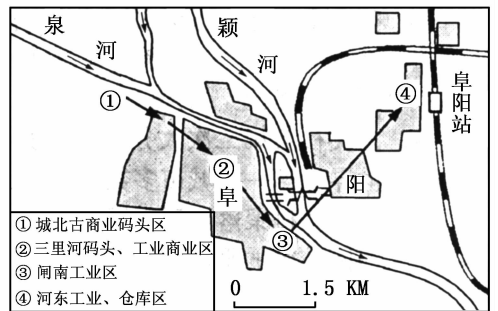 泉河
颍河
①
②
③
④
阜阳
阜阳站
① 城北古商业码头区
② 三里河码头、工业商业区
③ 闸南工业区
④ 河东工业、仓库区
0 1.5 KM